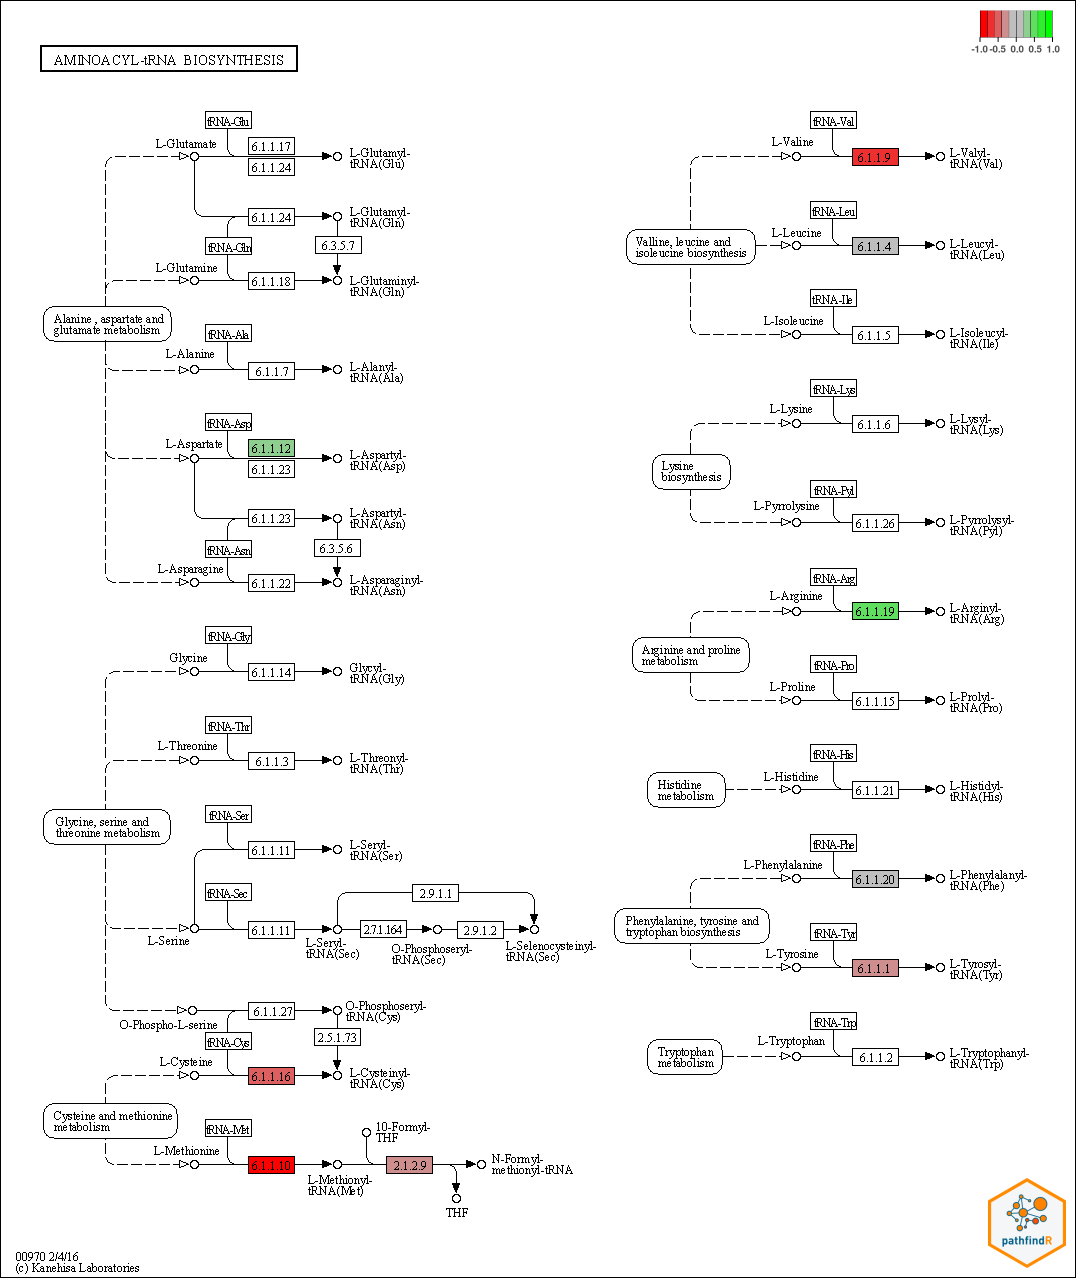 -1.0 -0.5 0.0 0.5 1.0
AMINOACYL-tRNA BIOSYNTHESIS
tRNA-Glu
L-Glutamate
6.1.1.17
6.1.1.24
L-Glutamyl-
tRNA(Glu)
6.1.1.24
L-Glutamyl-
tRNA(Gln)
tRNA-Gln
6.3.5.7
L-Glutamine
6.1.1.18
L-Glutaminyl-
tRNA(Gln)
Alanine , aspartate and
glutamate metabolism
tRNA-Ala
L-Alanine
6.1.1.7
L-Alanyl-
tRNA(Ala)
tRNA-Asp
L-Aspartate
6.1.1.12
6.1.1.23
L-Aspartyl-
tRNA(Asp)
6.1.1.23
L-Aspartyl-
tRNA(Asn)
tRNA-Asn
6.3.5.6
L-Asparagine
6.1.1.22
L-Asparaginyl-
tRNA(Asn)
tRNA-Gly
Glycine
6.1.1.14
Glycyl-
tRNA(Gly)
tRNA-Thr
L-Threonine
6.1.1.3
L-Threonyl-
tRNA(Thr)
Glycine, serine and
threonine metabolism
tRNA-Ser
6.1.1.11
L-Seryl-
tRNA(Ser)
tRNA-Sec
L-Serine
6.1.1.11
L-Seryl-
tRNA(Sec)
2.9.1.1
2.7.1.164
O-Phosphoseryl-
tRNA(Sec)
2.9.1.2
L-Selenocysteinyl-
tRNA(Sec)
O-Phospho-L-serine
6.1.1.27
O-Phosphoseryl-
tRNA(Cys)
tRNA-Cys
2.5.1.73
L-Cysteine
6.1.1.16
L-Cysteinyl-
tRNA(Cys)
Cysteine and methionine
metabolism
tRNA-Met
L-Methionine
6.1.1.10
L-Methionyl-
tRNA(Met)
10-Formyl-
THF
2.1.2.9
N-Formyl-
methionyl-tRNA
THF
tRNA-Val
L-Valine
6.1.1.9
L-Valyl-
tRNA(Val)
tRNA-Leu
L-Leucine
6.1.1.4
L-Leucyl-
tRNA(Leu)
Valline, leucine and
isoleucine biosynthesis
tRNA-Ile
L-Isoleucine
6.1.1.5
L-Isoleucyl-
tRNA(Ile)
tRNA-Lys
L-Lysine
6.1.1.6
L-Lysyl-
tRNA(Lys)
Lysine
biosynthesis
tRNA-Pyl
L-Pyrrolysine
6.1.1.26
L-Pyrrolysyl-
tRNA(Pyl)
tRNA-Arg
L-Arginine
6.1.1.19
L-Arginyl-
tRNA(Arg)
Arginine and proline
metabolism
tRNA-Pro
L-Proline
6.1.1.15
L-Prolyl-
tRNA(Pro)
tRNA-His
Histidine
metabolism
L-Histidine
6.1.1.21
L-Histidyl-
tRNA(His)
tRNA-Phe
L-Phenylalanine
6.1.1.20
L-Phenylalanyl-
tRNA(Phe)
Phenylalanine, tyrosine and
tryptophan biosynthesis
tRNA-Tyr
L-Tyrosine
6.1.1.1
L-Tyrosyl-
tRNA(Tyr)
tRNA-Trp
Tryptophan
metabolism
L-Tryptophan
6.1.1.2
L-Tryptophanyl-
tRNA(Trp)
pathfindR
00970 2/4/16
(c) Kanehisa Laboratories